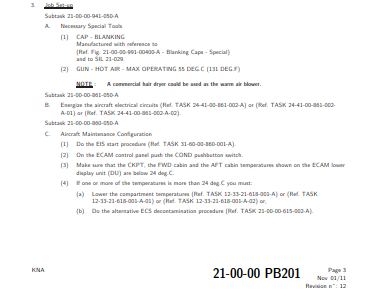 3. Job Set-up
Subtask 21-00-00-941-050-A
A. Necessary Special Tools
(1) CAP - BLANKING
Manufactured with reference to
(Ref. Fig. 21-00-00-991-00400-A - Blanking Caps - Special)
and to SIL 21-029.
(2) GUN - HOT AIR - MAX OPERATING 55 DEG.C (131 DEG.F)
NOTE : A commercial hair dryer could be used as the warm air blower.
Subtask 21-00-00-861-050-A
B. Energize the aircraft electrical circuits (Ref. TASK 24-41-00-861-002-A) or (Ref. TASK 24-41-00-861-002-
A-01) or (Ref. TASK 24-41-00-861-002-A-02).
Subtask 21-00-00-860-050-A
C. Aircraft Maintenance Configuration
(1) Do the EIS start procedure (Ref. TASK 31-60-00-860-001-A).
(2) On the ECAM control panel push the COND pushbutton switch.
(3) Make sure that the CKPT, the FWD cabin and the AFT cabin temperatures shown on the ECAM lower
display unit (DU) are below 24 deg.C.
(4) If one or more of the temperatures is more than 24 deg.C you must:
(a) Lower the compartment temperatures (Ref. TASK 12-33-21-618-001-A) or (Ref. TASK
12-33-21-618-001-A-01) or (Ref. TASK 12-33-21-618-001-A-02) or,
(b) Do the alternative ECS decontamination procedure (Ref. TASK 21-00-00-615-002-A).
KNA
21-00-00 PB201
Page 3
Nov 01/11
Revision n° : 12